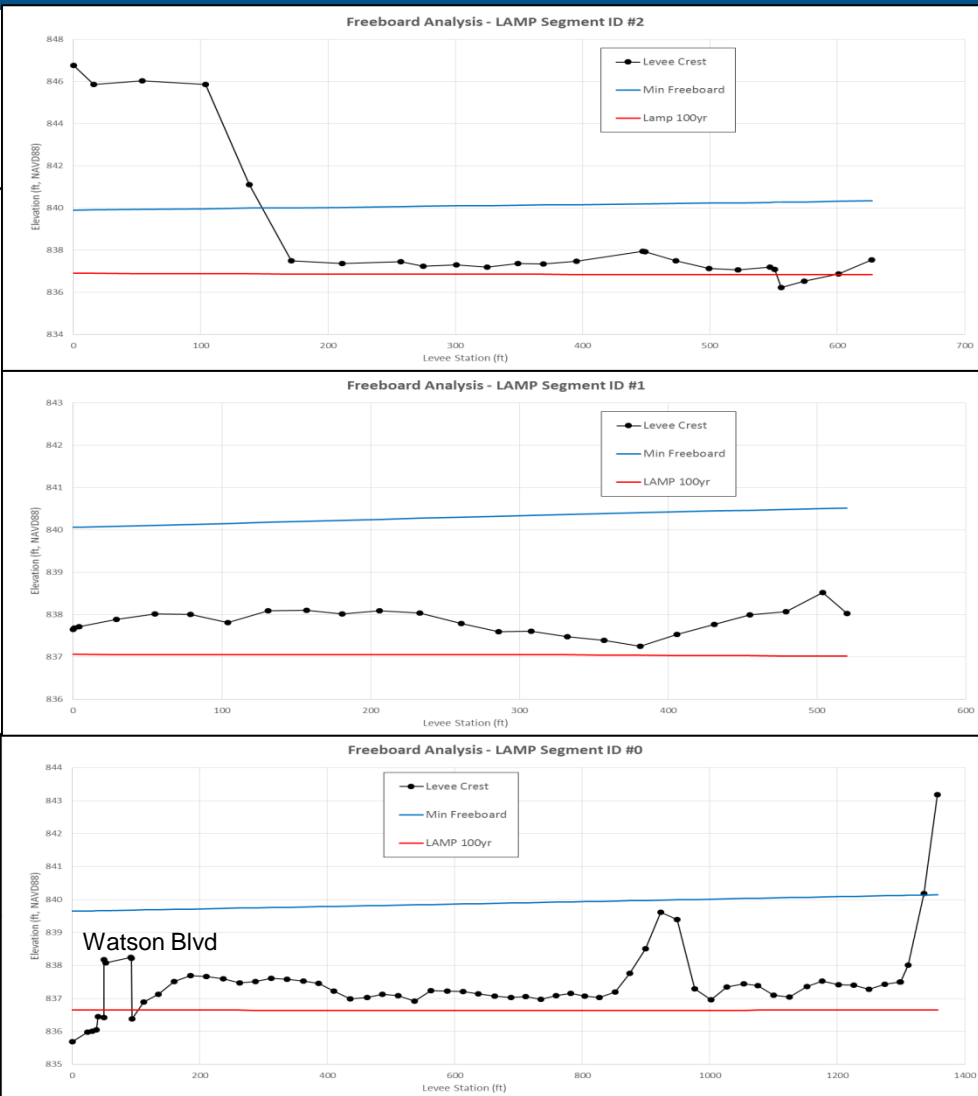 Freeboard Analysis - LAMP Segment ID #2
848
846
844
842
840
838
836
834
Elevation (ft, NAVD88)
Levee Crest
Min Freeboard
Lamp 100yr
0 100 200 300 400 500 600 700
Levee Station (ft)
Freeboard Analysis - LAMP Segment ID #1
843
842
841
840
839
838
837
836
Elevation (ft, NAVD88)
Levee Crest
Min Freeboard
LAMP 100yr
0 100 200 300 400 500 600
Levee Station (ft)
Freeboard Analysis - LAMP Segment ID #0
844
843
842
841
840
839
838
837
836
835
Elevation (ft, NAVD88)
Levee Crest
Min Freeboard
LAMP 100yr
Watson Blvd
0 200 400 600 800 1000 1200 1400
Levee Station (ft)